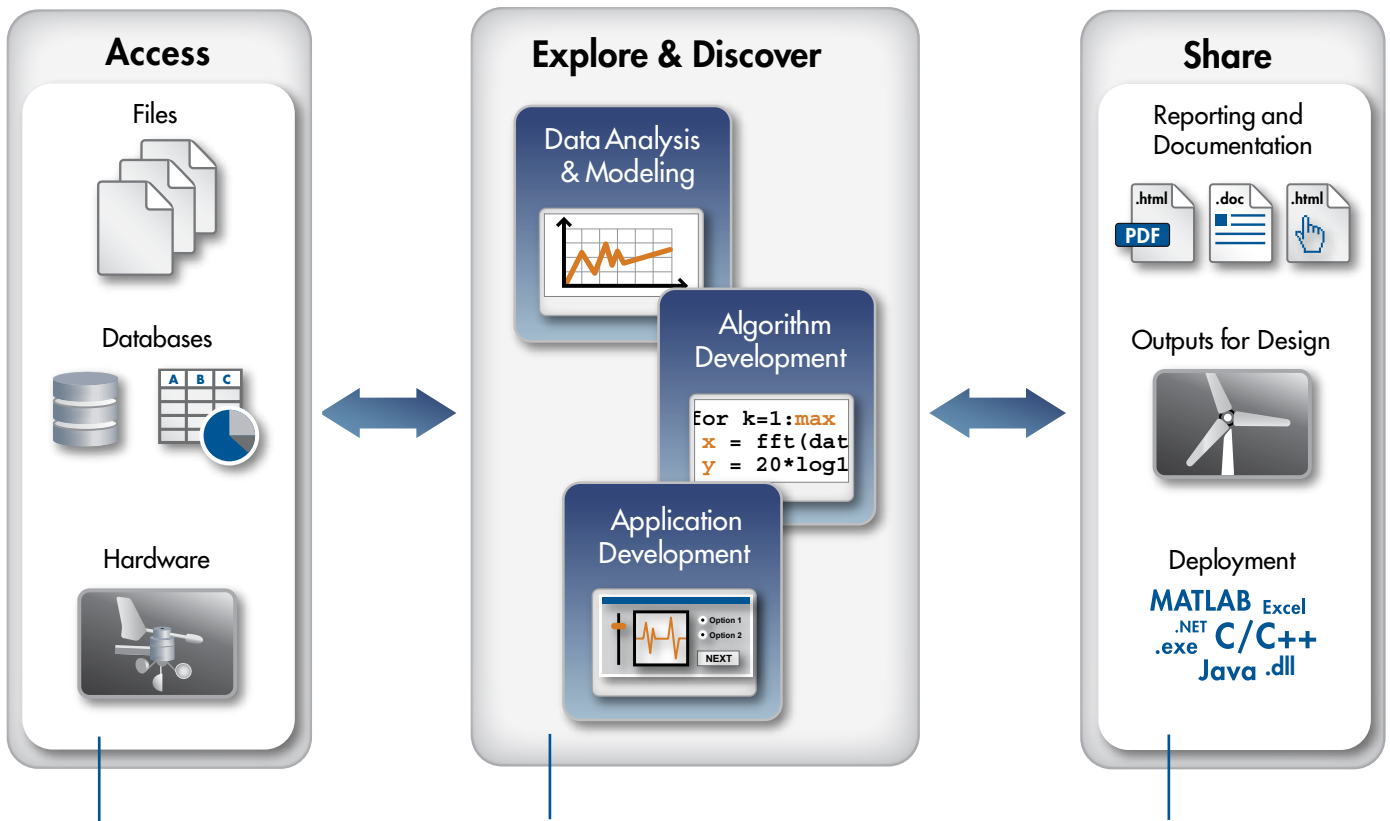 Access
Files
Databases
A B C
Hardware
Explore & Discover
Data Analysis
& Modeling
Algorithm
Development
for k=1:max
x = fft(dat
y = 20*log1
Application
Development
Option 1
Option 2
NEXT
Share
Reporting and
Documentation
.html
PDF
.doc
.html
Outputs for Design
Deployment
MATLAB Excel
.NET C/C++
.exe
Java .dll